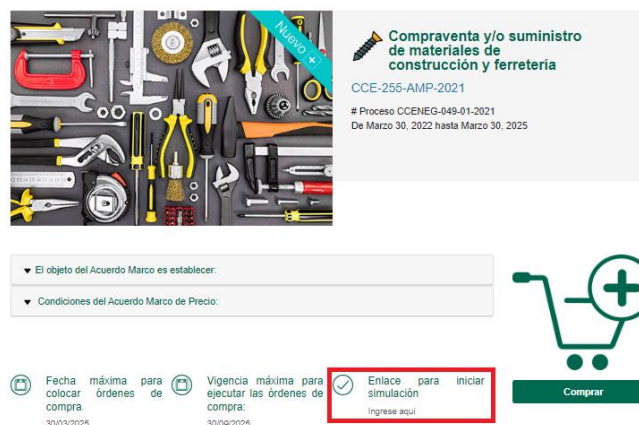 Nuevo +
Compraventa y/o suministro
de materiales de
construcción y ferretería
CCE-255-AMP-2021
# Proceso CCENEG-049-01-2021
De Marzo 30, 2022 hasta Marzo 30, 2025
El objeto del Acuerdo Marco es establecer:
Condiciones del Acuerdo Marco de Precio:
Fecha máxima para
colocar órdenes de
compra
30/03/2025
Vigencia máxima para
ejecutar las órdenes de
compra:
30/09/2025
Enlace para iniciar
simulación
Ingrese aquí
Comprar